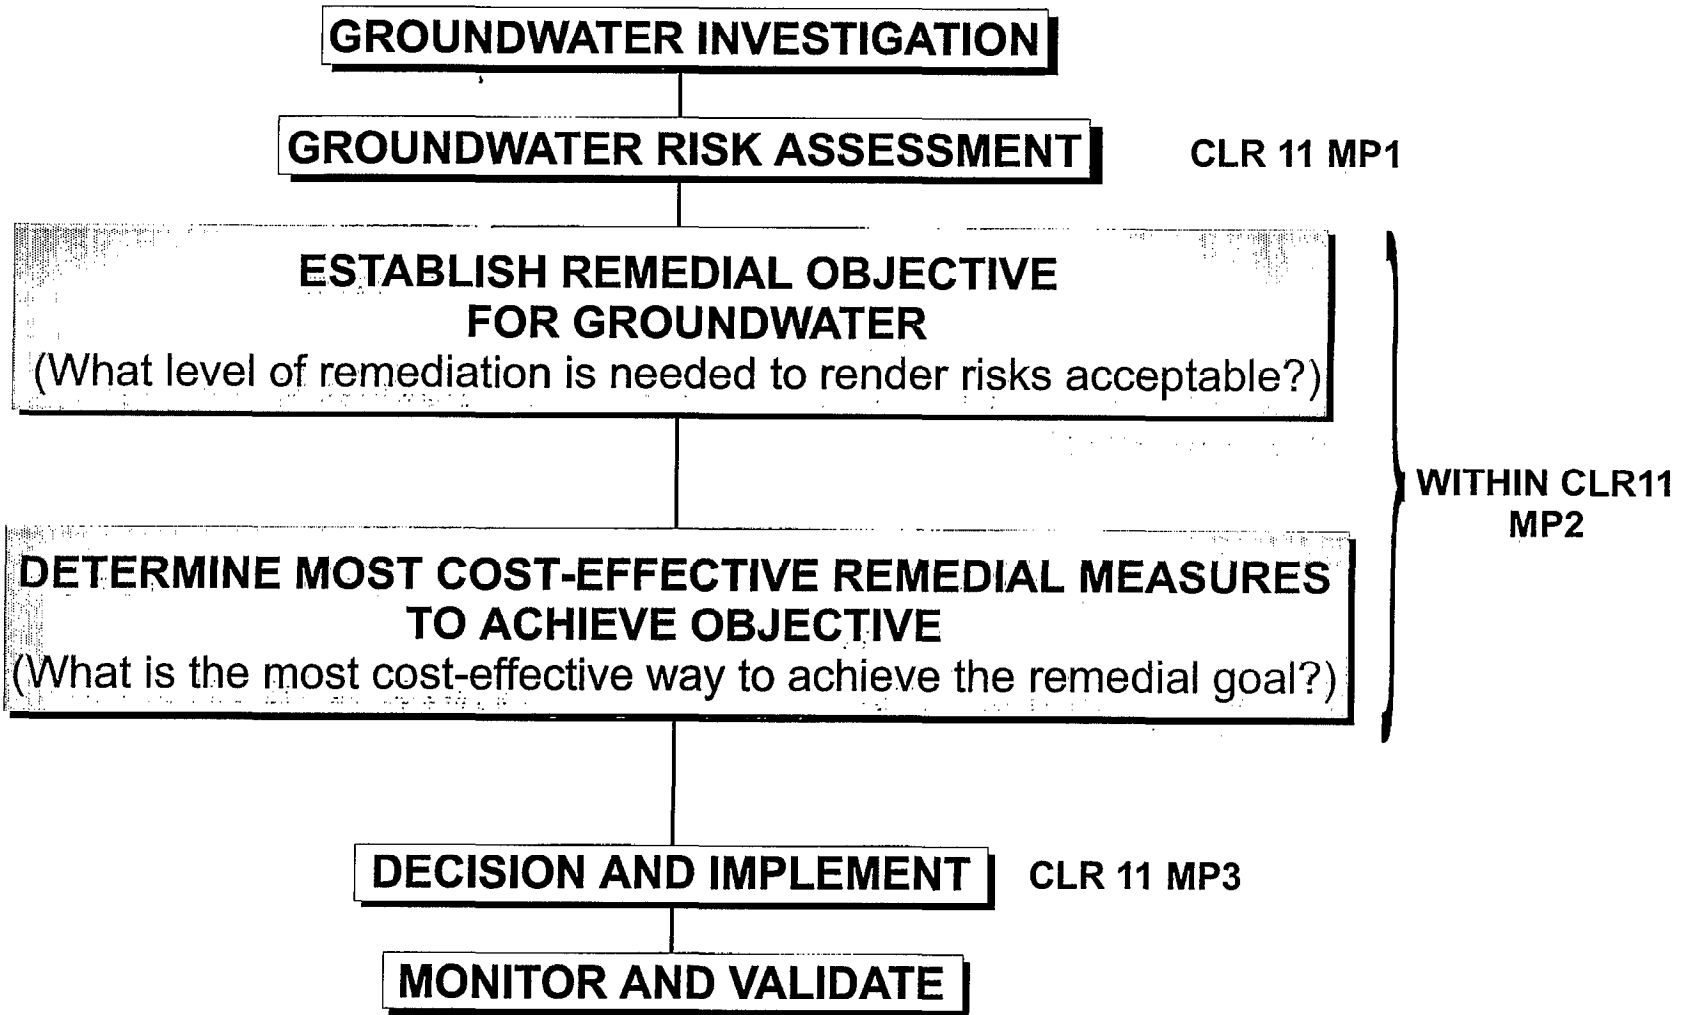 GROUNDWATER INVESTIGATION
GROUNDWATER RISK ASSESSMENT
CLR 11 MP1
ESTABLISH REMEDIAL OBJECTIVE
FOR GROUNDWATER
(What level of remediation is needed to render risks acceptable?)
WITHIN CLR11
MP2
DETERMINE MOST COST-EFFECTIVE REMEDIAL MEASURES
TO ACHIEVE OBJECTIVE
(What is the most cost-effective way to achieve the remedial goal?)
DECISION AND IMPLEMENT
CLR 11 MP3
MONITOR AND VALIDATE